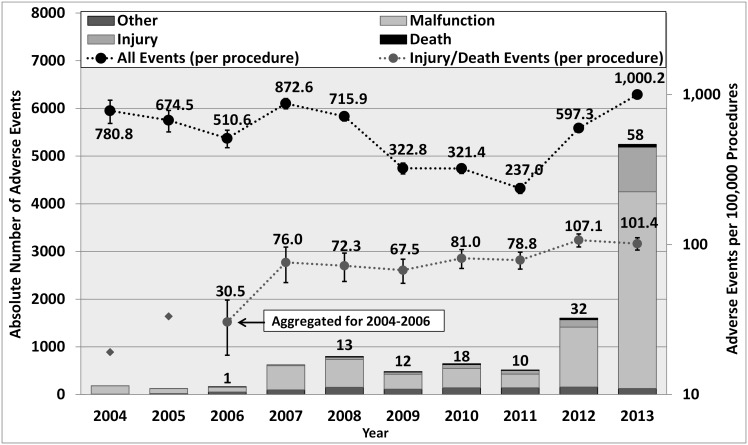 Other Malfunction
Injury Death
All Events (per procedure) Injury/Death Events (per procedure)
Absolute Number of Adverse Events
8000
7000
6000
5000
4000
3000
2000
1000
0
780.8 674.5 510.6 872.6 715.9 322.8 321.4 237.0 597.3 1,000.2
30.5 76.0 72.3 67.5 81.0 78.8 107.1 101.4
Aggregated for 2004-2006
1 13 12 18 10 32 58
1,000
100
10
Adverse Events per 100,000 Procedures
2004 2005 2006 2007 2008 2009 2010 2011 2012 2013
Year